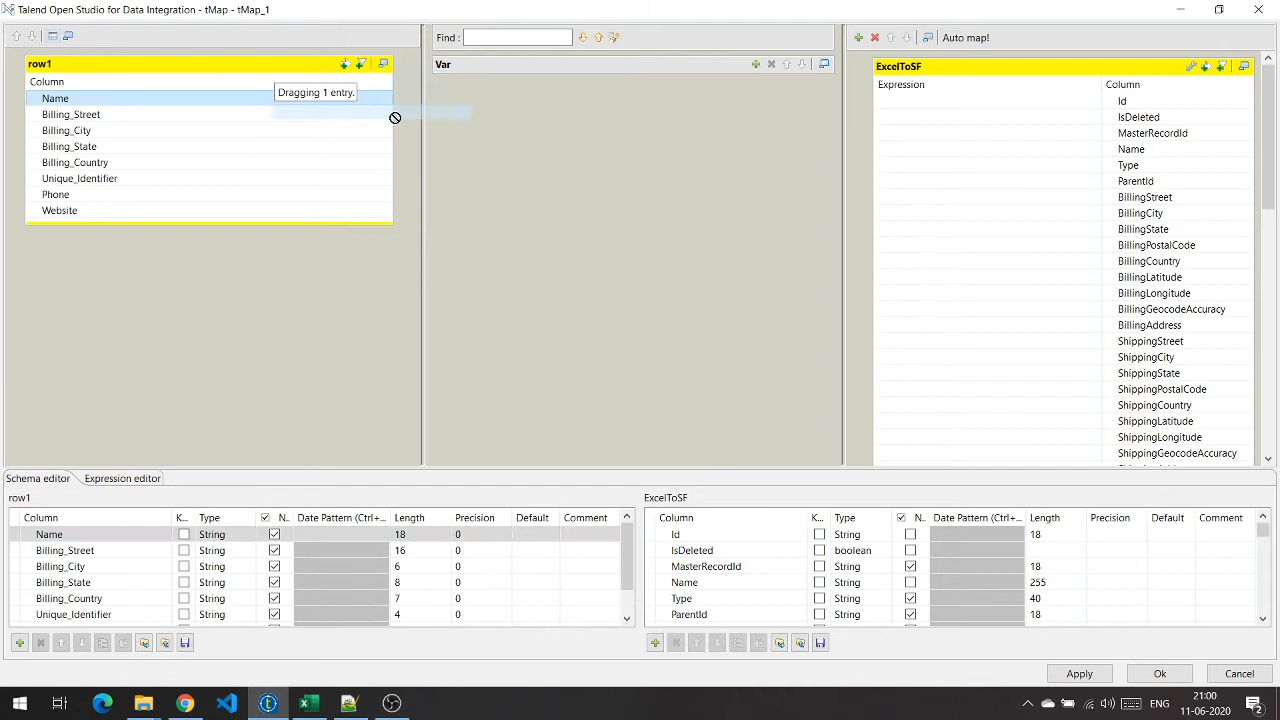 Talend Open Studio for Data Integration - tMap - tMap_1
Find :
Auto map!
row1
Column
Name
Billing_Street
Billing_City
Billing_State
Billing_Country
Unique_Identifier
Phone
Website
Dragging 1 entry.
Var
ExcelToSF
Expression
Column
Id
IsDeleted
MasterRecordId
Name
Type
ParentId
BillingStreet
BillingCity
BillingState
BillingPostalCode
BillingCountry
BillingLatitude
BillingLongitude
BillingGeocodeAccuracy
BillingAddress
ShippingStreet
ShippingCity
ShippingState
ShippingPostalCode
ShippingCountry
ShippingLatitude
ShippingLongitude
ShippingGeocodeAccuracy
Schema editor
Expression editor
row1
Column K... Type N.. Date Pattern (Ctrl+... Length Precision Default Comment
Name String 18 0
Billing_Street String 16 0
Billing_City String 6 0
Billing_State String 8 0
Billing_Country String 7 0
Unique_Identifier String 4 0
ExcelToSF
Column K... Type N.. Date Pattern (Ctrl+... Length Precision Default Comment
Id String 18
IsDeleted boolean
MasterRecordId String 18
Name String 255
Type String 40
ParentId String 18
Apply
Ok
Cancel
ENG
21:00
11-06-2020
2